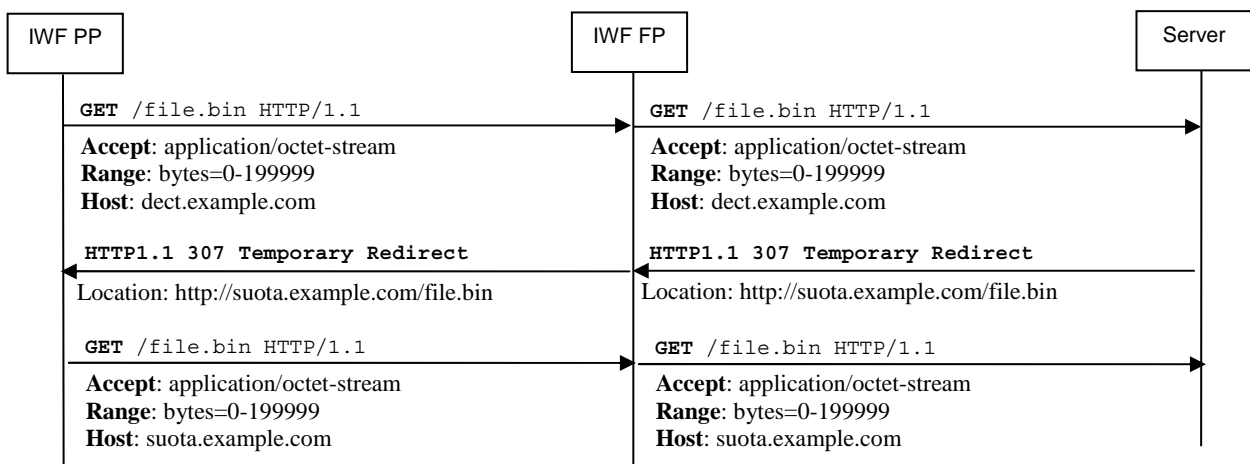 IWF PP
IWF FP
Server
GET /file.bin HTTP/1.1
GET /file.bin HTTP/1.1
Accept: application/octet-stream
Range: bytes=0-199999
Host: dect.example.com
Accept: application/octet-stream
Range: bytes=0-199999
Host: dect.example.com
HTTP1.1 307 Temporary Redirect
HTTP1.1 307 Temporary Redirect
Location: http://suota.example.com/file.bin
Location: http://suota.example.com/file.bin
GET /file.bin HTTP/1.1
GET /file.bin HTTP/1.1
Accept: application/octet-stream
Range: bytes=0-199999
Host: suota.example.com
Accept: application/octet-stream
Range: bytes=0-199999
Host: suota.example.com